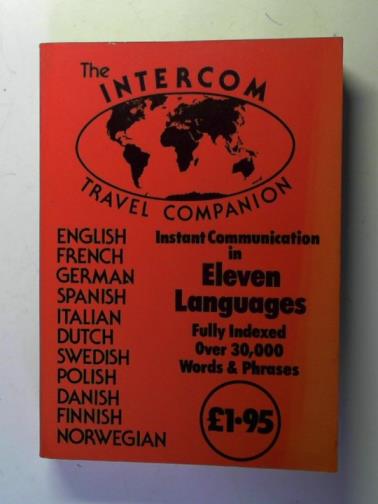 The
INTERCOM
TRAVEL COMPANION
ENGLISH
FRENCH
GERMAN
SPANISH
ITALIAN
DUTCH
SWEDISH
POLISH
DANISH
FINNISH
NORWEGIAN
Instant Communication
in
Eleven
Languages
Fully Indexed
Over 30,000
Words & Phrases
£1·95